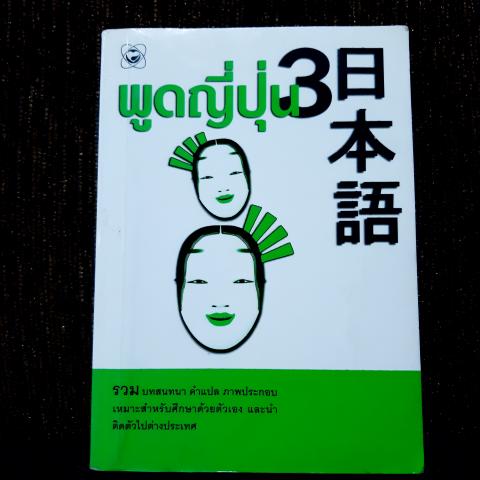 พูดญี่ปุ่น 3
日本語
รวม บทสนทนา คำแปล ภาพประกอบ
เหมาะสำหรับศึกษาด้วยตัวเอง และนำ
ติดตัวไปต่างประเทศ